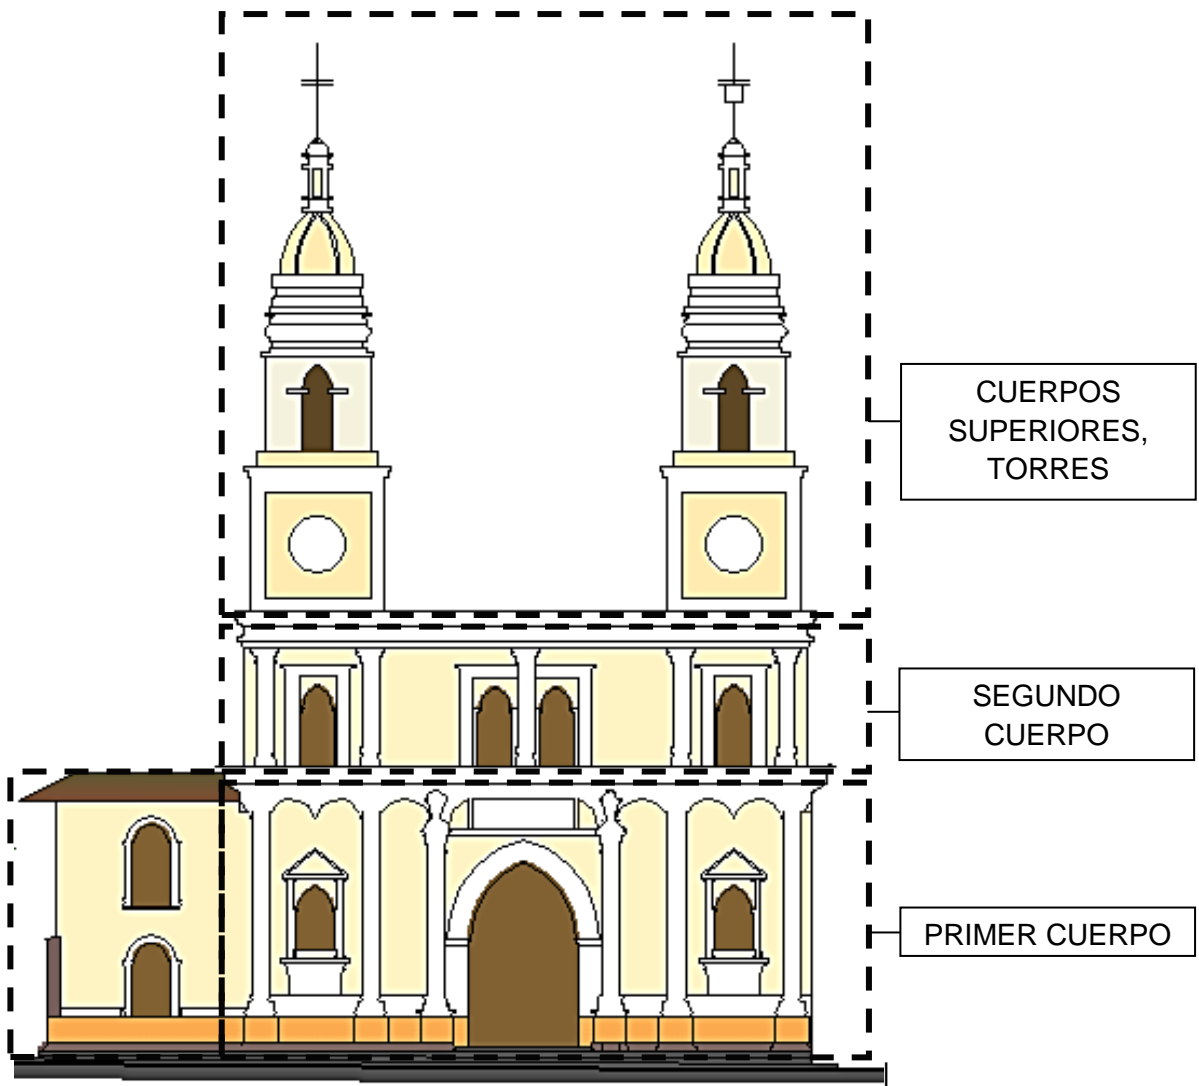 CUERPOS
SUPERIORES,
TORRES
SEGUNDO
CUERPO
PRIMER CUERPO